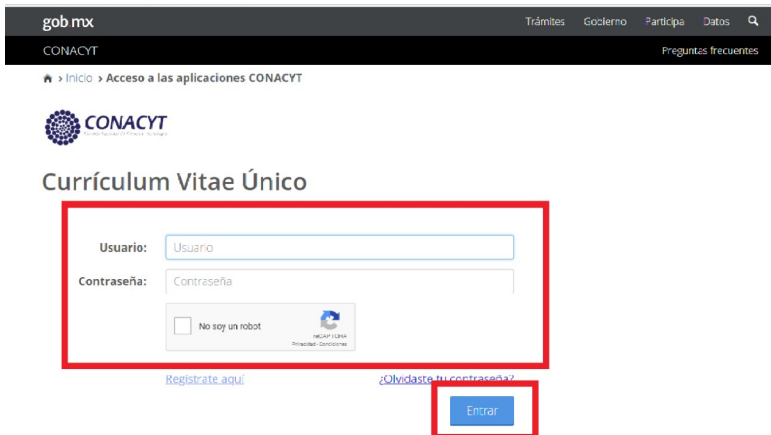 gob mx Trámites Gobierno Participa Datos
CONACYT Preguntas frecuentes
> Inicio > Acceso a las aplicaciones CONACYT
CONACYT
Currículum Vitae Único
Usuario: Usuario
Contraseña: Contraseña
No soy un robot
reCAPTCHA
Privacidad - Condiciones
Regístrate aquí ¿Olvidaste tu contraseña?
Entrar